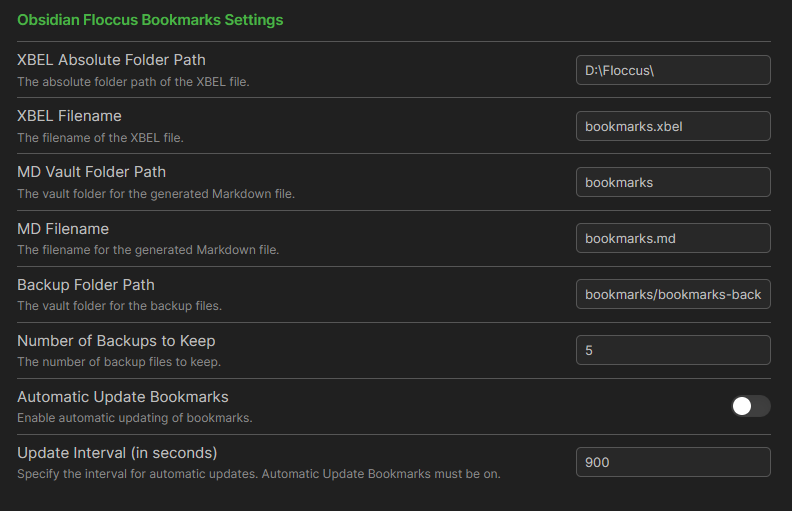 Obsidian Floccus Bookmarks Settings
XBEL Absolute Folder Path
The absolute folder path of the XBEL file.
D:\Floccus\
XBEL Filename
The filename of the XBEL file.
bookmarks.xbel
MD Vault Folder Path
The vault folder for the generated Markdown file.
bookmarks
MD Filename
The filename for the generated Markdown file.
bookmarks.md
Backup Folder Path
The vault folder for the backup files.
bookmarks/bookmarks-back
Number of Backups to Keep
The number of backup files to keep.
5
Automatic Update Bookmarks
Enable automatic updating of bookmarks.
Update Interval (in seconds)
Specify the interval for automatic updates. Automatic Update Bookmarks must be on.
900